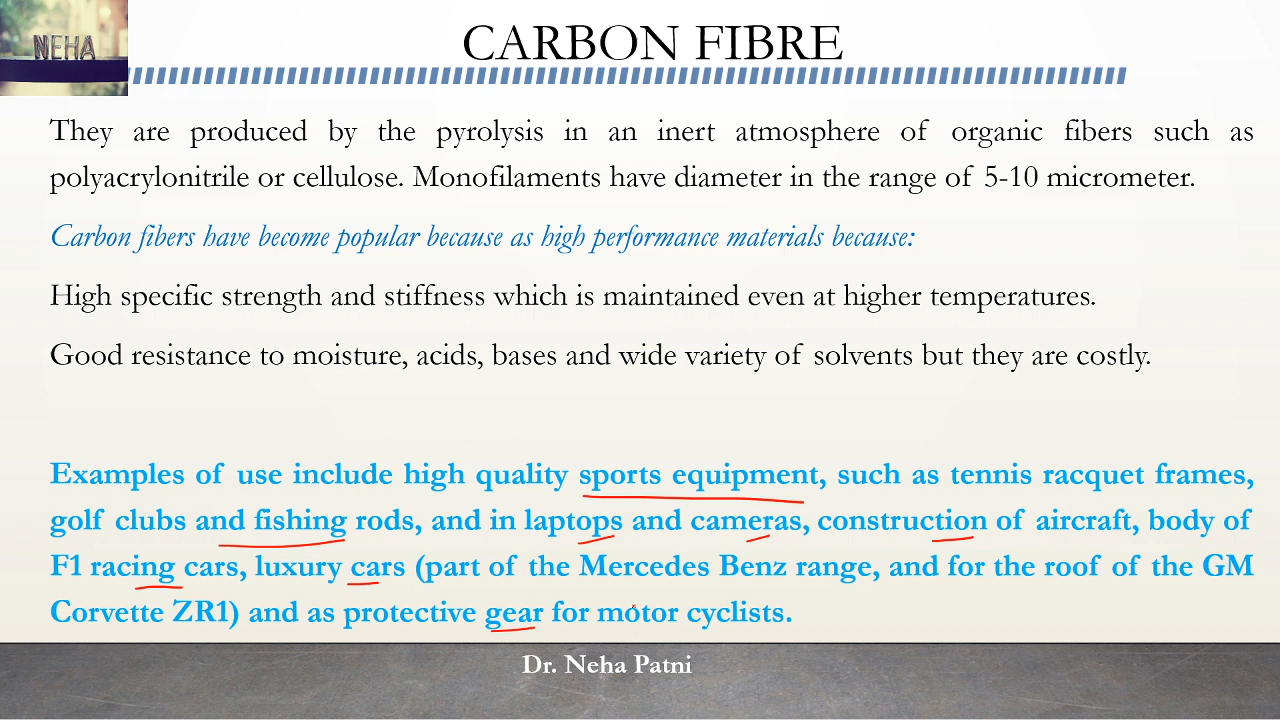 NEHA
CARBON FIBRE
They are produced by the pyrolysis in an inert atmosphere of organic fibers such as
polyacrylonitrile or cellulose. Monofilaments have diameter in the range of 5-10 micrometer.
Carbon fibers have become popular because as high performance materials because:
High specific strength and stiffness which is maintained even at higher temperatures.
Good resistance to moisture, acids, bases and wide variety of solvents but they are costly.
Examples of use include high quality sports equipment, such as tennis racquet frames,
golf clubs and fishing rods, and in laptops and cameras, construction of aircraft, body of
F1 racing cars, luxury cars (part of the Mercedes Benz range, and for the roof of the GM
Corvette ZR1) and as protective gear for motor cyclists.
Dr. Neha Patni